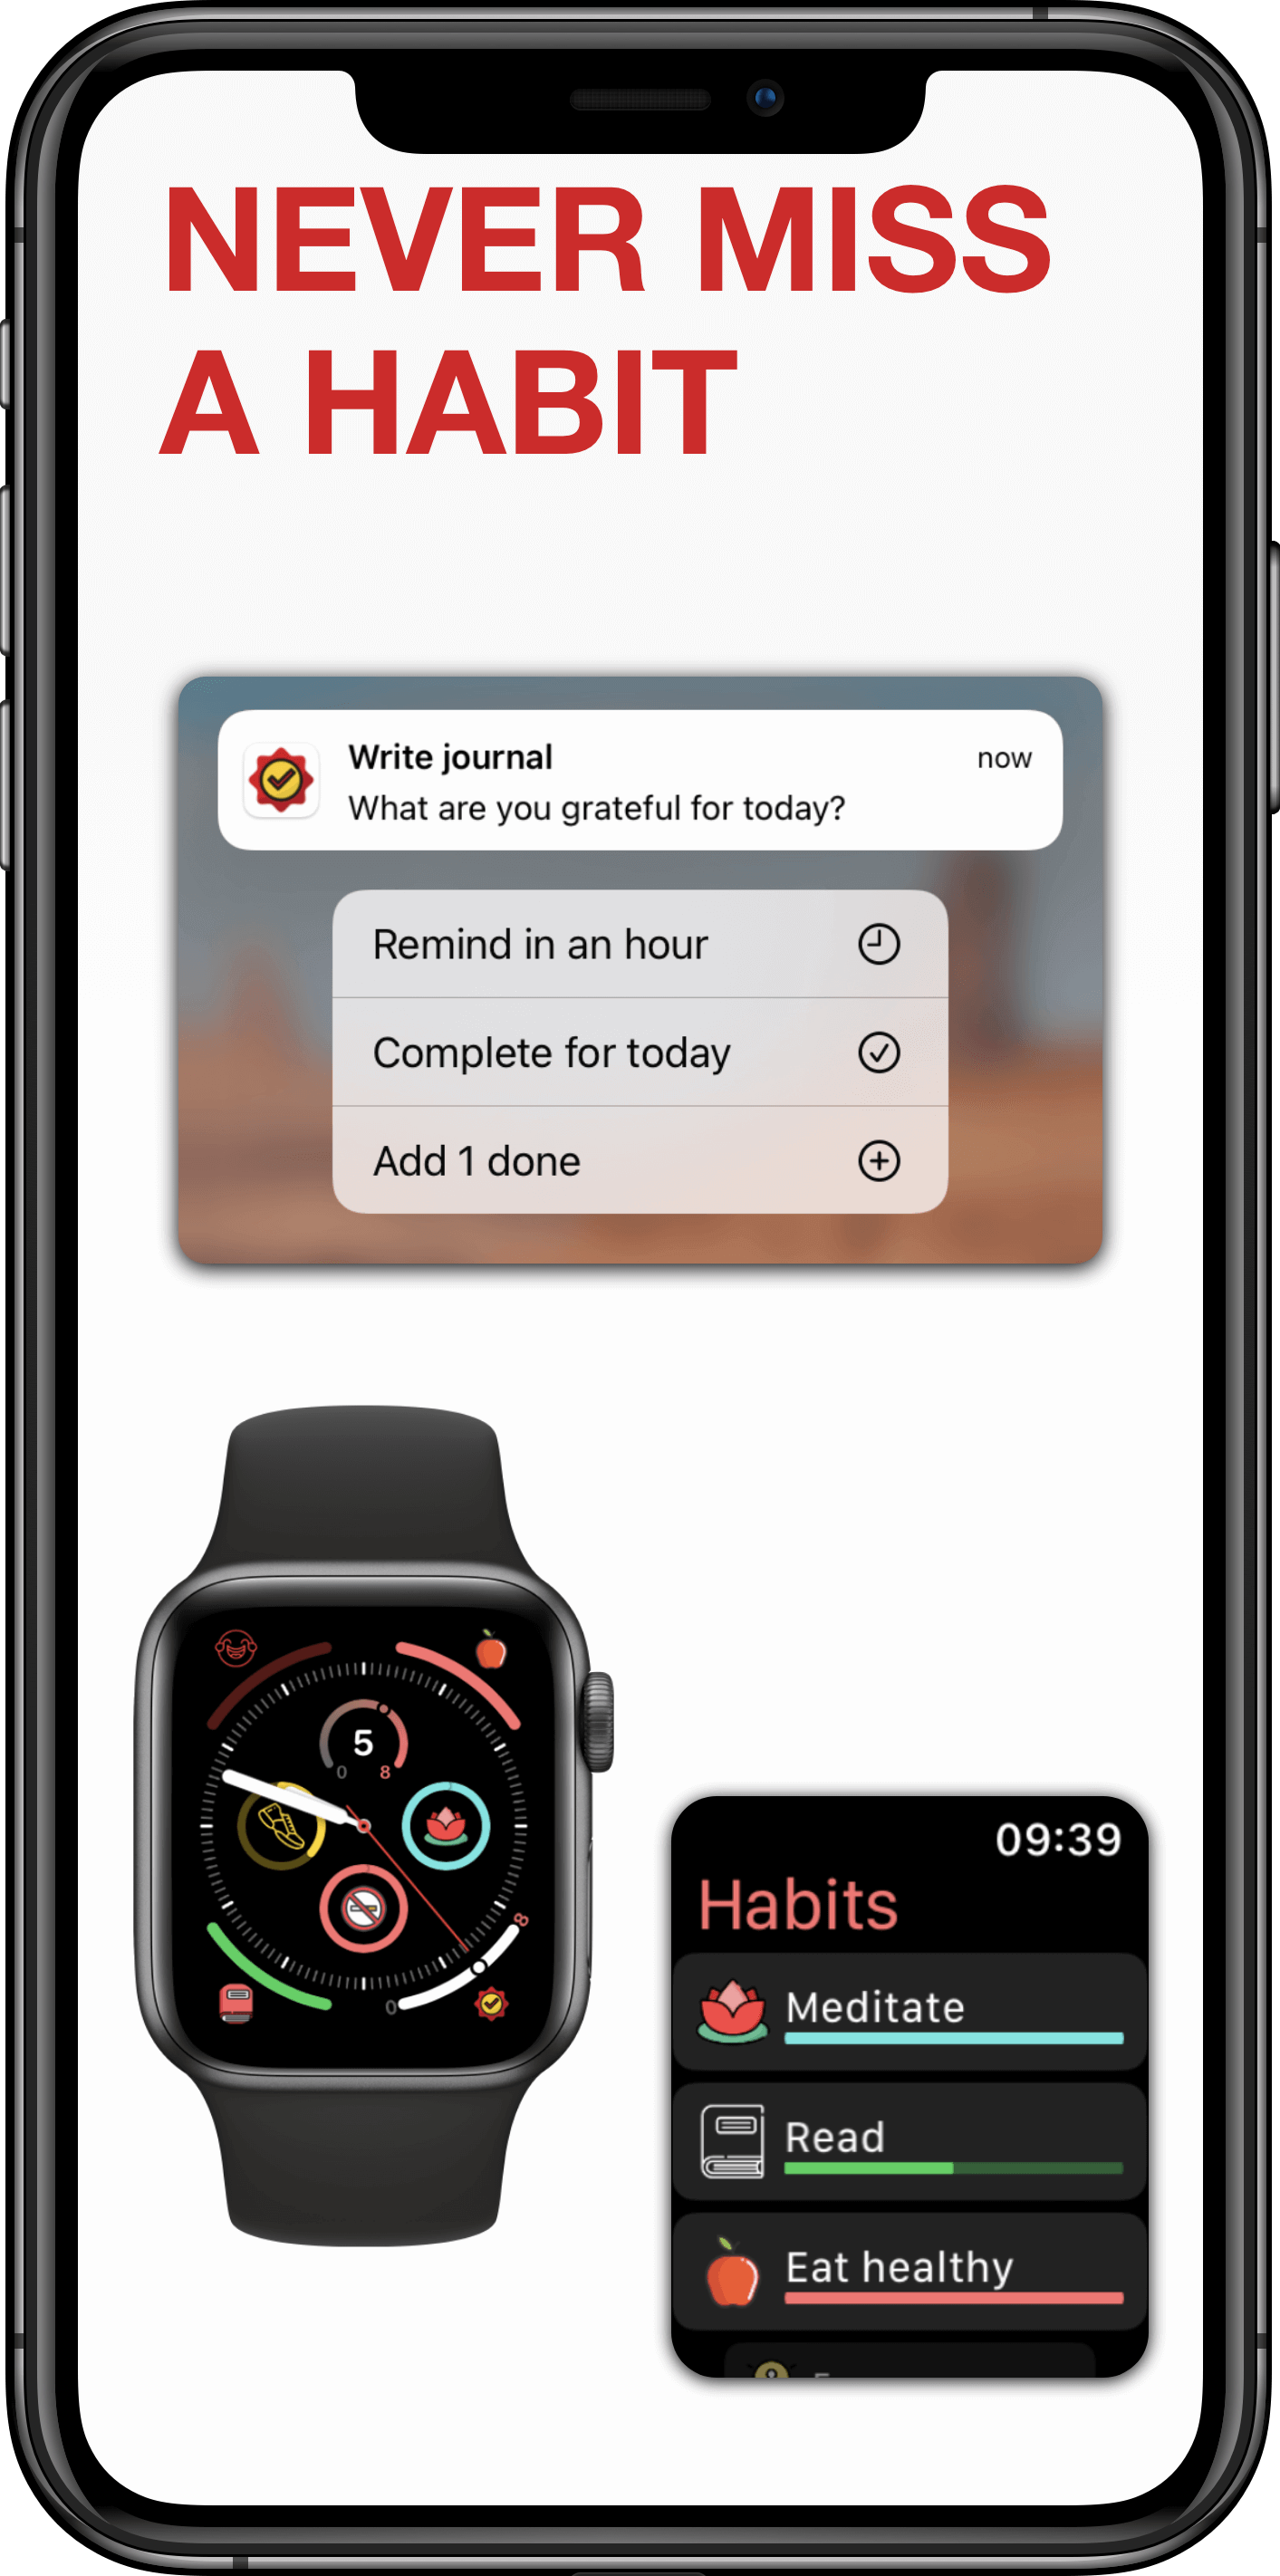 NEVER MISS
A HABIT
Write journal
now
What are you grateful for today?
Remind in an hour
Complete for today
Add 1 done
5
0
8
8
0
09:39
Habits
Meditate
Read
Eat healthy